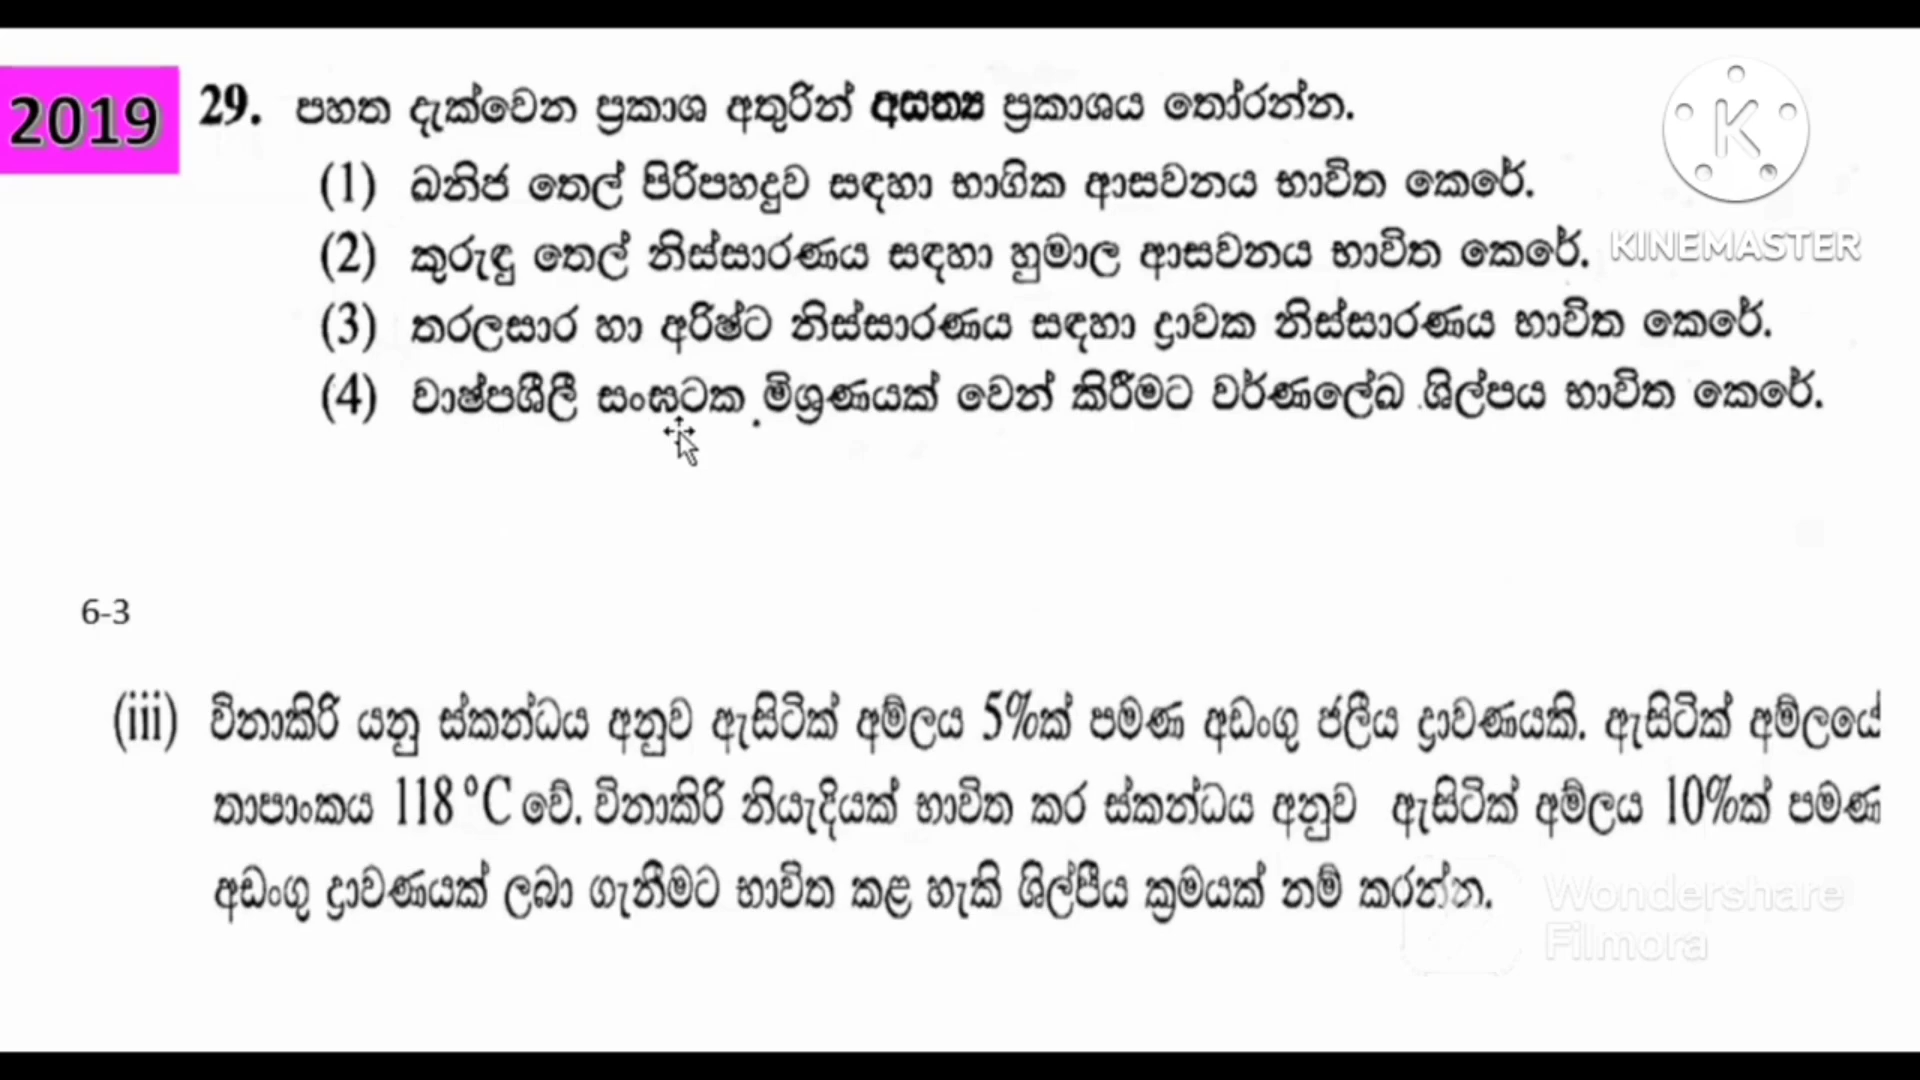 2019
29. පහත දැක්වෙන ප්‍රකාශ අතුරින් අසත්‍ය ප්‍රකාශය තෝරන්න.
(1) ඛනිජ තෙල් පිරිපහදුව සඳහා භාගික ආසවනය භාවිත කෙරේ.
(2) කුරුඳු තෙල් නිස්සාරණය සඳහා හුමාල ආසවනය භාවිත කෙරේ.
(3) තරලසාර හා අරිෂ්ට නිස්සාරණය සඳහා ද්‍රාවක නිස්සාරණය භාවිත කෙරේ.
(4) වාෂ්පශීලී සංඝටක මිශ්‍රණයක් වෙන් කිරීමට වර්ණලේඛ ශිල්පය භාවිත කෙරේ.
K
KINEMASTER
6-3
(iii) විනාකිරි යනු ස්කන්ධය අනුව ඇසිටික් අම්ලය 5%ක් පමණ අඩංගු ජලීය ද්‍රාවණයකි. ඇසිටික් අම්ලයේ
තාපාංකය 118 °C වේ. විනාකිරි නියැදියක් භාවිත කර ස්කන්ධය අනුව ඇසිටික් අම්ලය 10%ක් පමණ
අඩංගු ද්‍රාවණයක් ලබා ගැනීමට භාවිත කළ හැකි ශිල්පීය ක්‍රමයක් නම් කරන්න.
Wondershare
Filmora